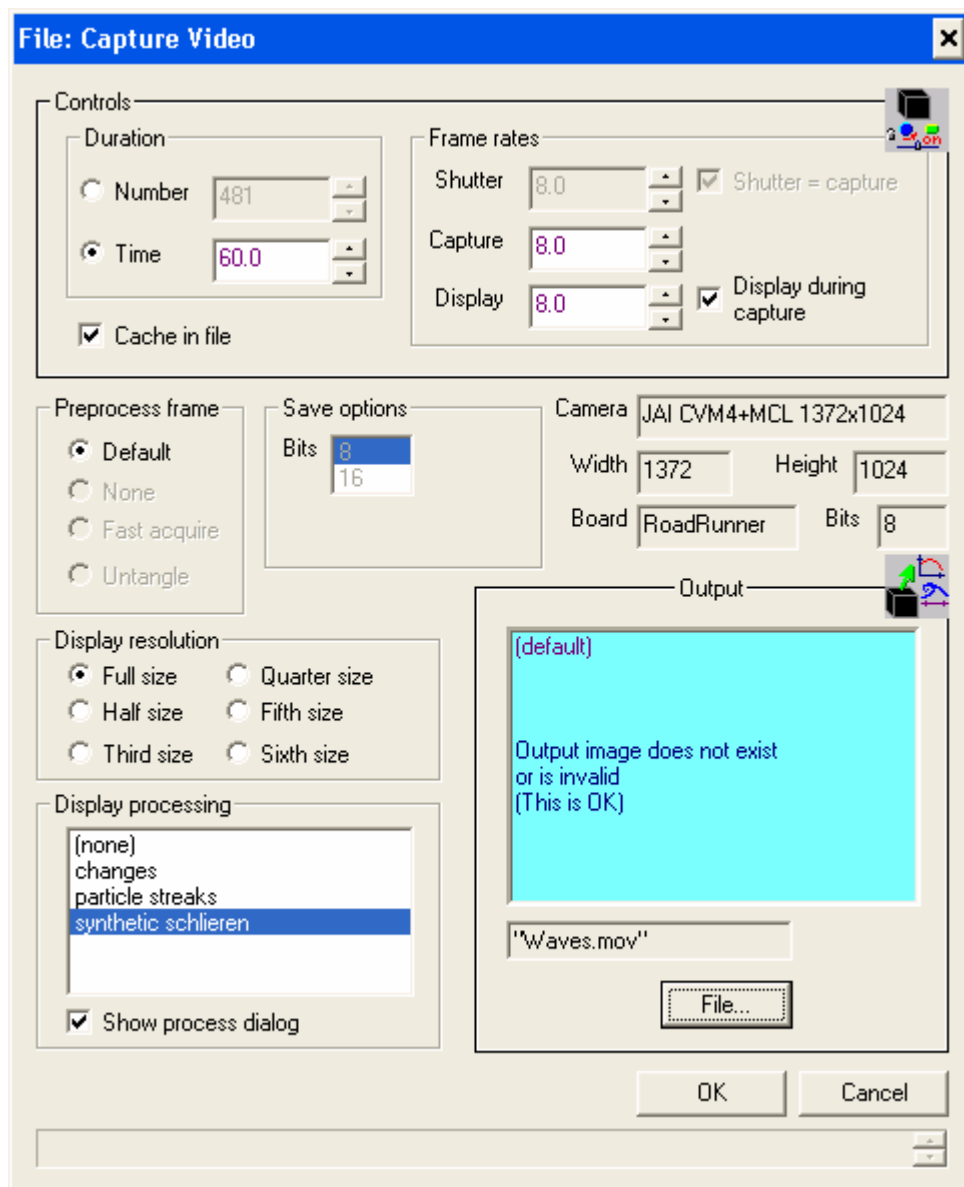 File: Capture Video
Controls
Duration
Number 481
Time 60.0
Cache in file
Frame rates
Shutter 8.0 Shutter = capture
Capture 8.0
Display 8.0 Display during
capture
on
Preprocess frame
Default
None
Fast acquire
Untangle
Save options
Bits 8
16
Camera JAI CVM4+MCL 1372x1024
Width 1372 Height 1024
Board RoadRunner Bits 8
Display resolution
Full size Quarter size
Half size Fifth size
Third size Sixth size
Display processing
(none)
changes
particle streaks
synthetic schlieren
Show process dialog
Output
(default)
Output image does not exist
or is invalid
(This is OK)
"Waves.mov"
File...
OK Cancel